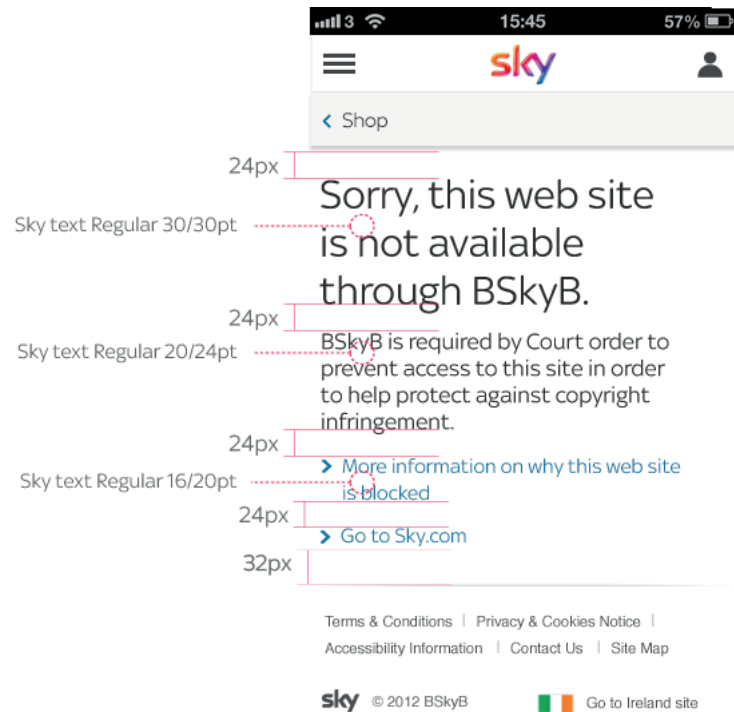 3 15:45 57%
sky
Shop
24px
Sorry, this web site
Sky text Regular 30/30pt
is not available
through BSkyB.
24px
BSkyB is required by Court order to
Sky text Regular 20/24pt
prevent access to this site in order
to help protect against copyright
infringement.
24px
More information on why this web site
Sky text Regular 16/20pt
is blocked
24px
Go to Sky.com
32px
Terms & Conditions | Privacy & Cookies Notice |
Accessibility Information | Contact Us | Site Map
sky © 2012 BSkyB Go to Ireland site